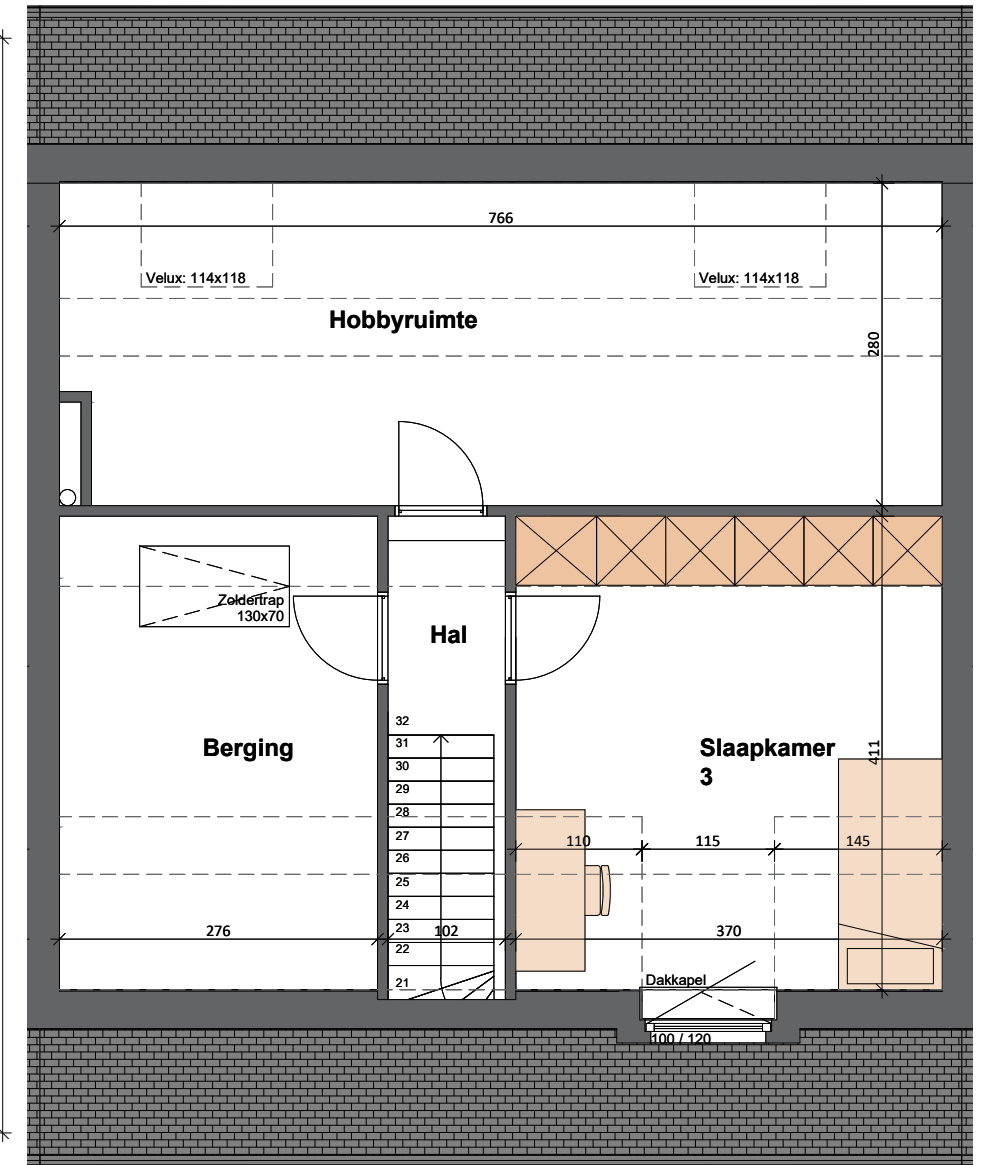 766
Velux: 114x118
Velux: 114x118
Hobbyruimte
280
Zoldertrap
130x70
Hal
32
31
30
29
28
27
26
25
24
23
22
21
Berging
Slaapkamer
3
411
110
115
145
276
102
370
Dakkapel
100 / 120